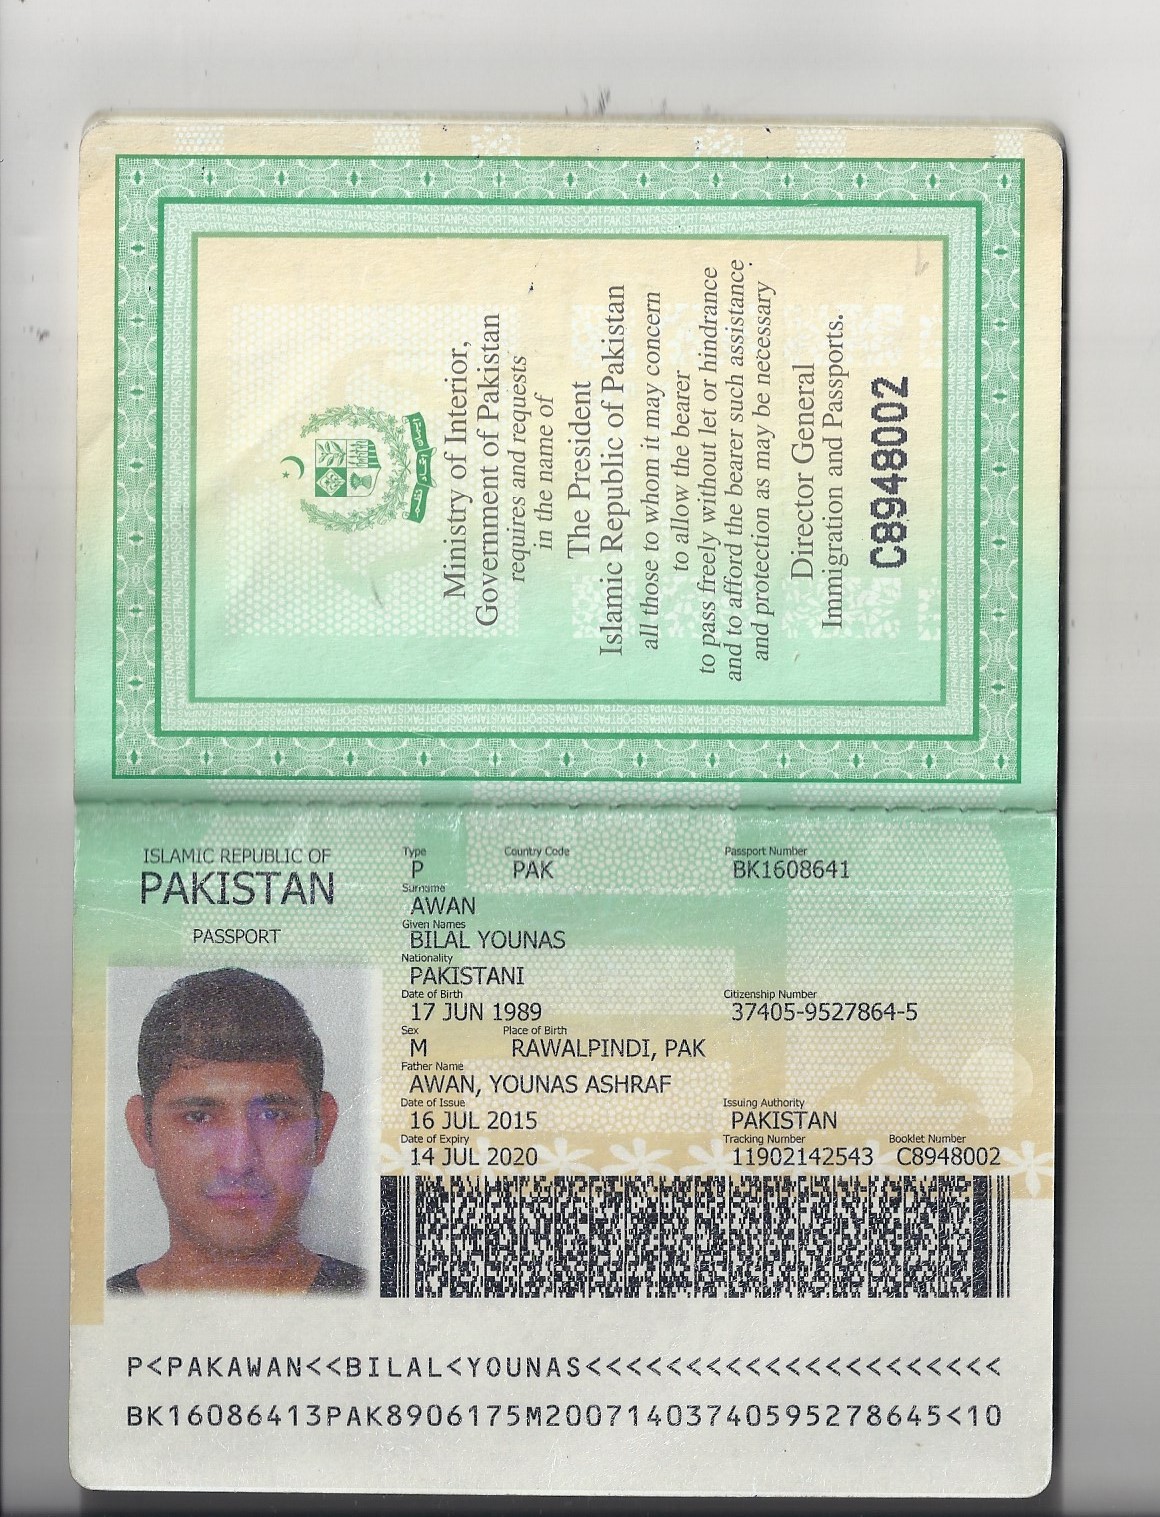 Ministry of Interior,
Government of Pakistan
requires and requests
in the name of
The President
Islamic Republic of Pakistan
all those to whom it may concern
to allow the bearer
to pass freely without let or hindrance
and to afford the bearer such assistance
and protection as may be necessary.
Director General
Immigration and Passports.
C8948002
ISLAMIC REPUBLIC OF
PAKISTAN
PASSPORT
Type Country Code Passport Number
P PAK BK1608641
Surname
AWAN
Given Names
BILAL YOUNAS
Nationality
PAKISTANI
Date of Birth Citizenship Number
17 JUN 1989 37405-9527864-5
Sex Place of Birth
M RAWALPINDI, PAK
Father Name
AWAN, YOUNAS ASHRAF
Date of Issue Issuing Authority
16 JUL 2015 PAKISTAN
Date of Expiry Tracking Number Booklet Number
14 JUL 2020 11902142543 C8948002
P<PAKAWAN<<BILAL<YOUNAS<<<<<<<<<<<<<<<<<<<<<
BK16086413PAK8906175M20071403740595278645<10